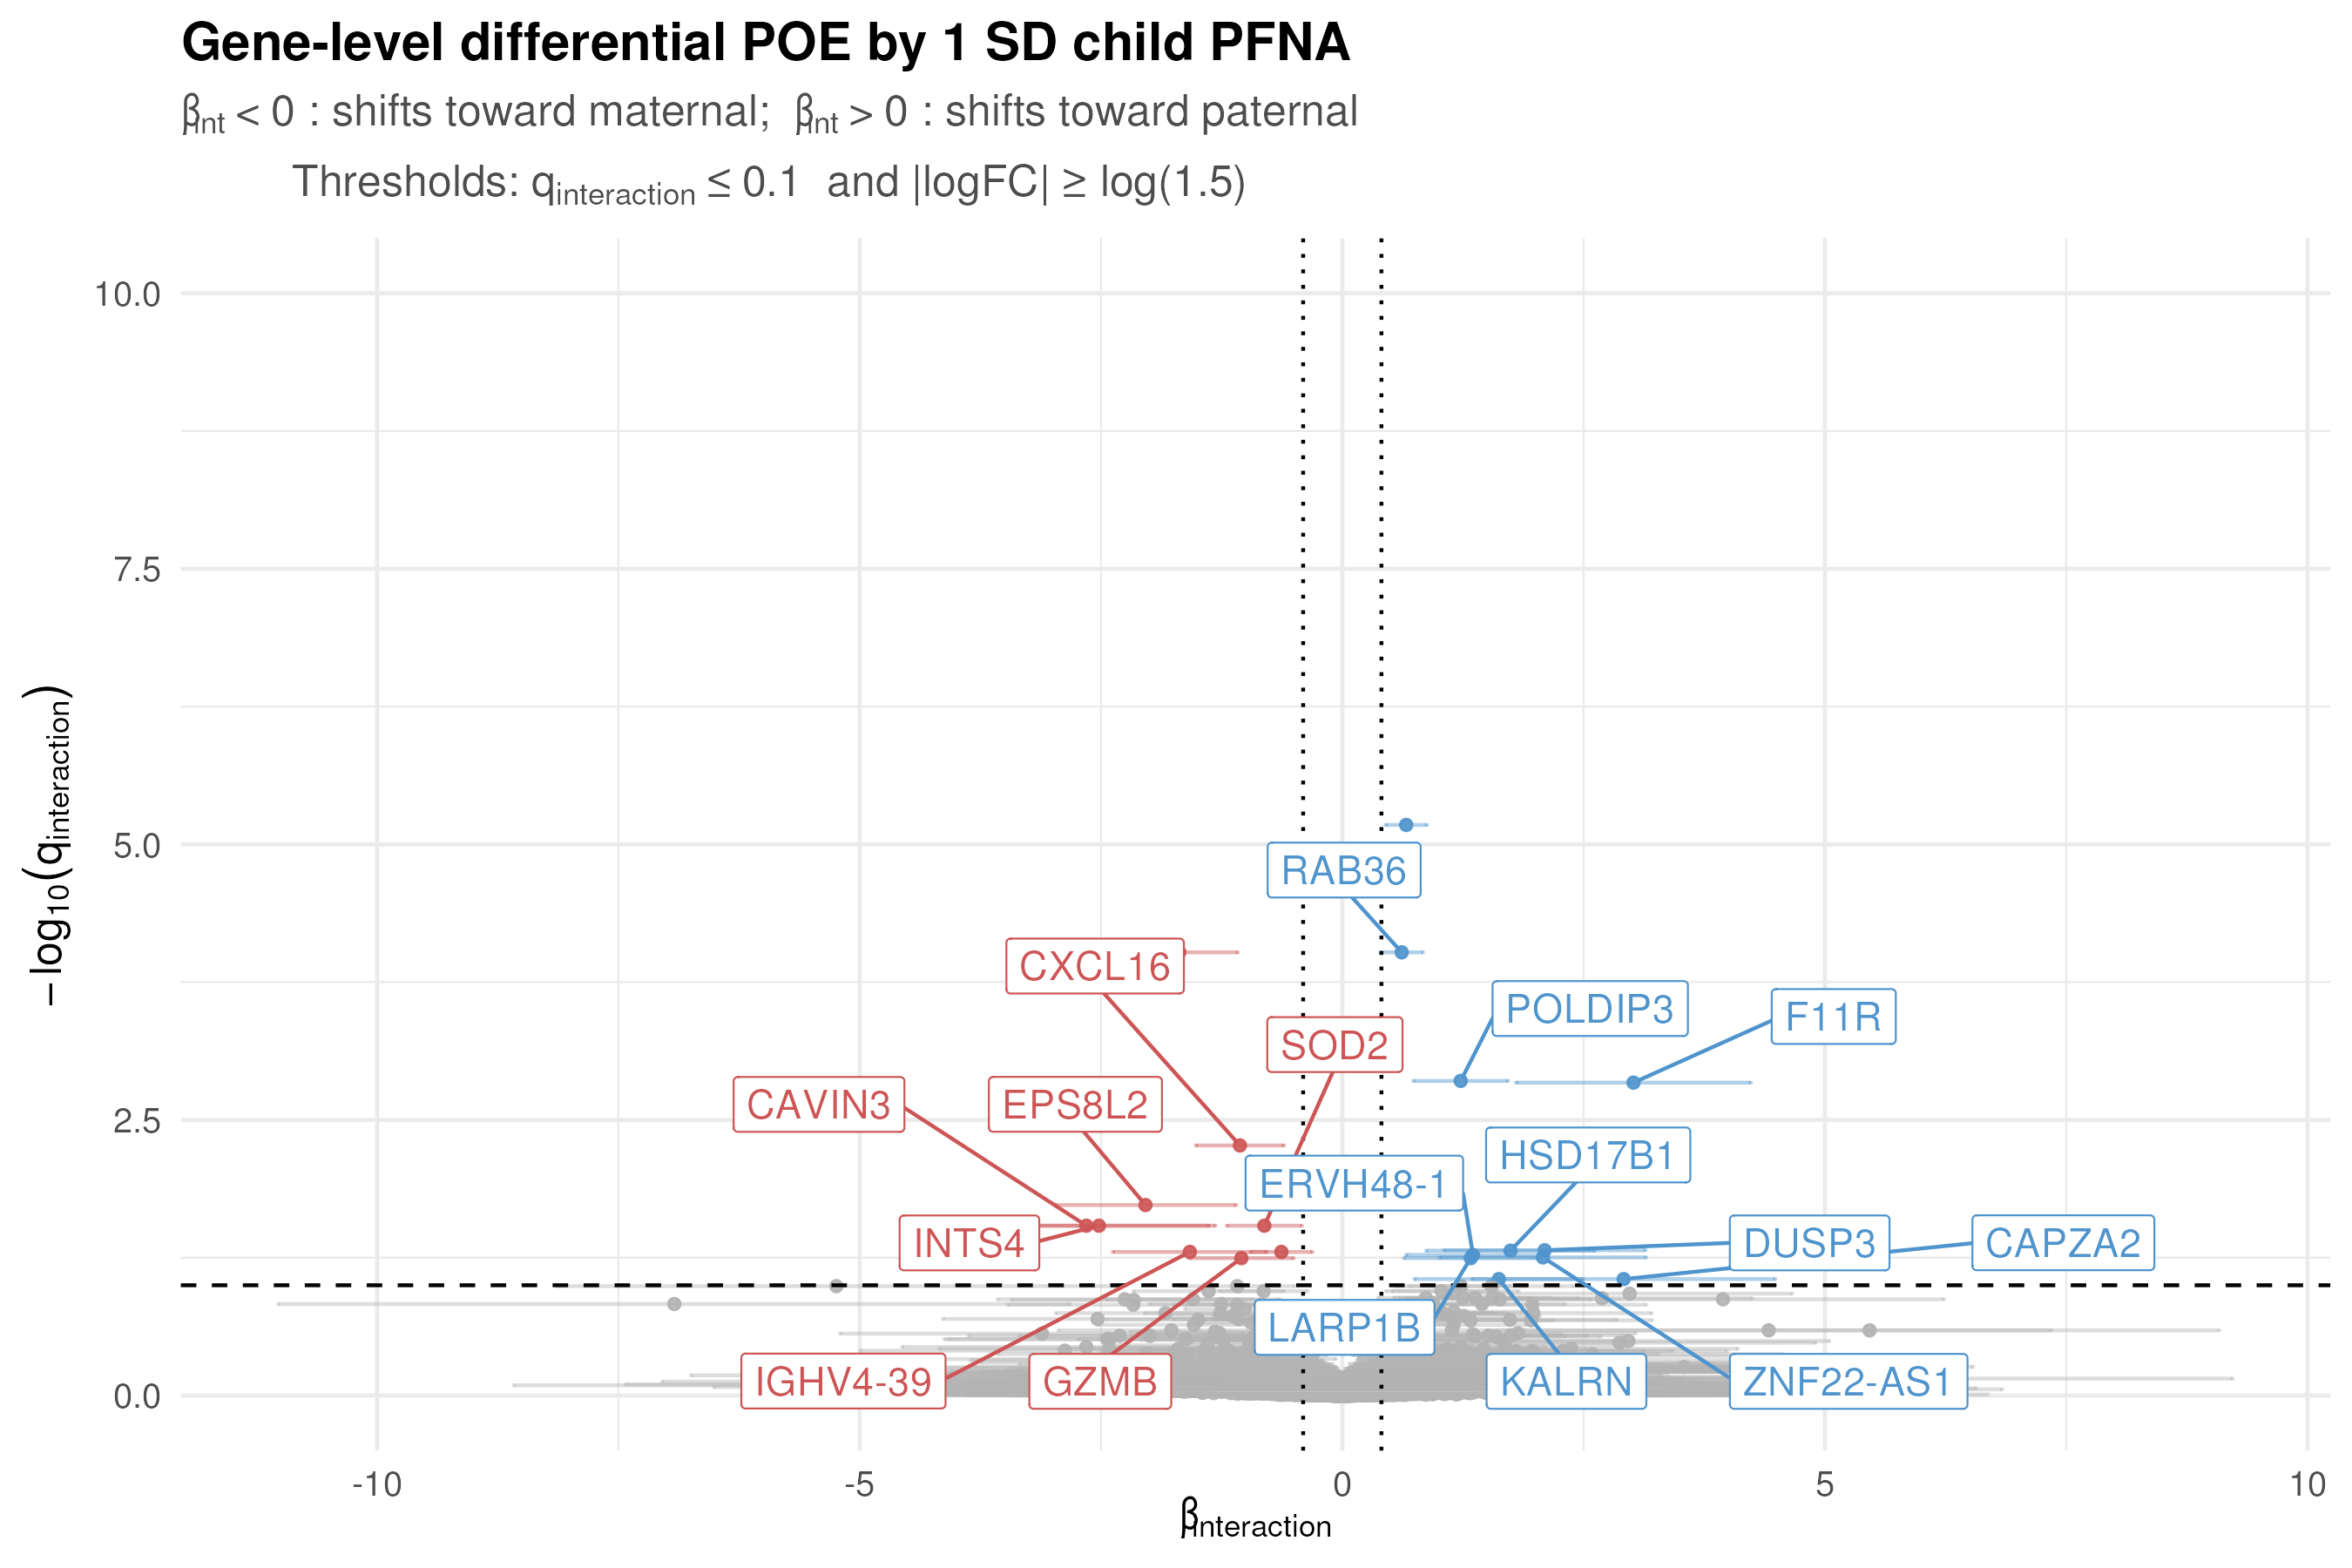 Gene-level differential POE by 1 SD child PFNA
βint < 0 : shifts toward maternal; βint > 0 : shifts toward paternal
Thresholds: qinteraction ≤ 0.1 and |logFC| ≥ log(1.5)
10.0
7.5
5.0
2.5
0.0
−log10(qinteraction)
RAB36
CXCL16
POLDIP3
F11R
SOD2
CAVIN3
EPS8L2
HSD17B1
ERVH48-1
INTS4
DUSP3
CAPZA2
LARP1B
IGHV4-39
GZMB
KALRN
ZNF22-AS1
-10
-5
0
5
10
βinteraction